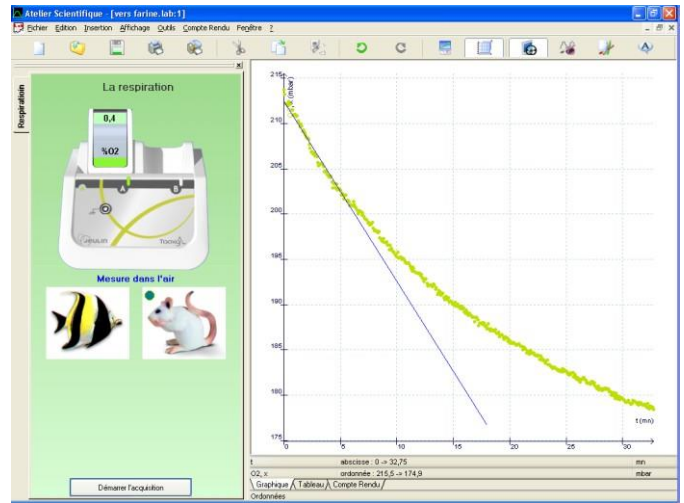 Atelier Scientifique - [vers farine.lab:1]
Fichier Edition Insertion Affichage Outils Compte Rendu Fenêtre ?
Respiration
La respiration
0,4
%O2
A
B
Mesure dans l'air
Démarrer l'acquisition
(mbar)
215
210
205
200
195
190
185
180
175
0 5 10 15 20 25 30
t(mn)
t abscisse : 0 -> 32,75 mn
O2, x ordonnée : 215,5 -> 174,9 mbar
Graphique Tableau Compte Rendu
Ordonnées